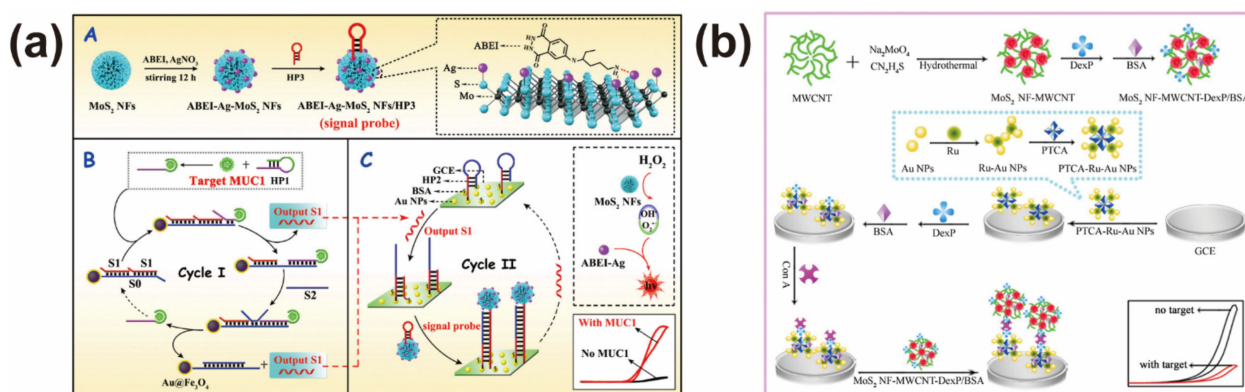 (a)
A
MoS₂ NFs
ABEI, AgNO₃
stirring 12 h
ABEI-Ag-MoS₂ NFs
HP3
ABEI-Ag-MoS₂ NFs/HP3
(signal probe)
ABEI
Ag
S
Mo
B
Target MUC1
HP1
Output S1
S1 S1
S0
Cycle I
S2
Output S1
Au@Fe₃O₄
C
GCE
HP2
BSA
Au NPs
Output S1
Cycle II
signal probe
H₂O₂
MoS₂ NFs
OH
O₂
ABEI-Ag
hv
With MUC1
No MUC1
(b)
MWCNT
+
Na₂MoO₄
CN₂H₄S
Hydrothermal
MoS₂ NF-MWCNT
DexP
BSA
MoS₂ NF-MWCNT-DexP/BSA
Au NPs
Ru
Ru-Au NPs
PTCA
PTCA-Ru-Au NPs
BSA
DexP
PTCA-Ru-Au NPs
GCE
Con A
MoS₂ NF-MWCNT-DexP/BSA
no target
with target